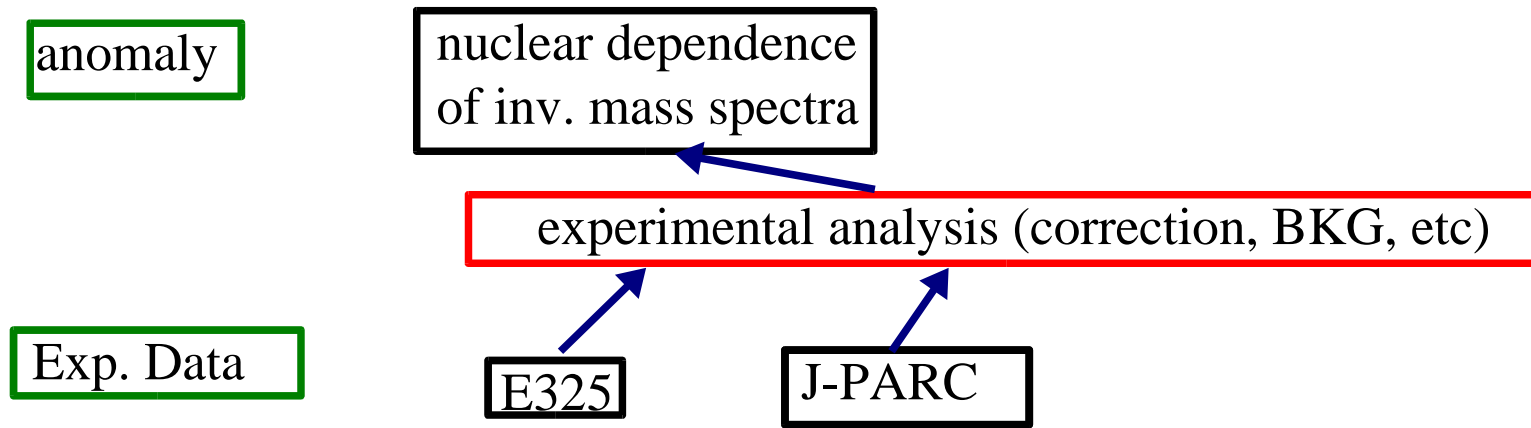 anomaly
nuclear dependence
of inv. mass spectra
experimental analysis (correction, BKG, etc)
Exp. Data
E325
J-PARC